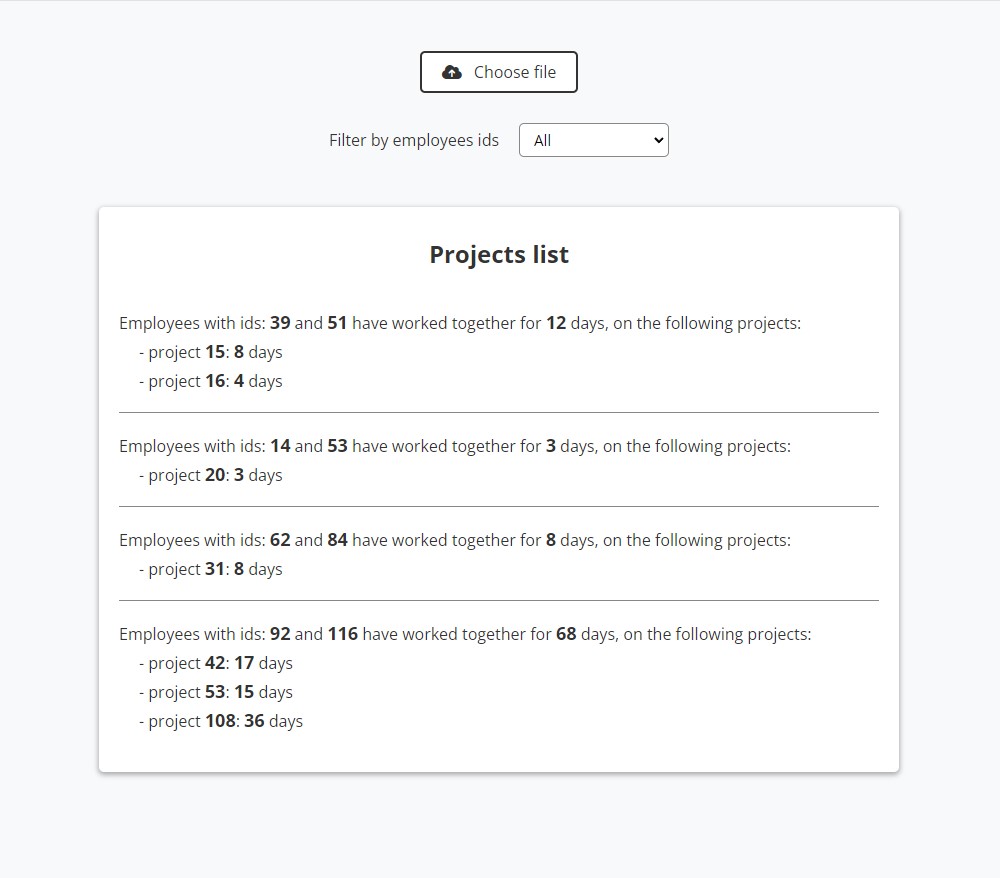 Choose file
Filter by employees ids All
Projects list
Employees with ids: 39 and 51 have worked together for 12 days, on the following projects:
- project 15: 8 days
- project 16: 4 days
Employees with ids: 14 and 53 have worked together for 3 days, on the following projects:
- project 20: 3 days
Employees with ids: 62 and 84 have worked together for 8 days, on the following projects:
- project 31: 8 days
Employees with ids: 92 and 116 have worked together for 68 days, on the following projects:
- project 42: 17 days
- project 53: 15 days
- project 108: 36 days